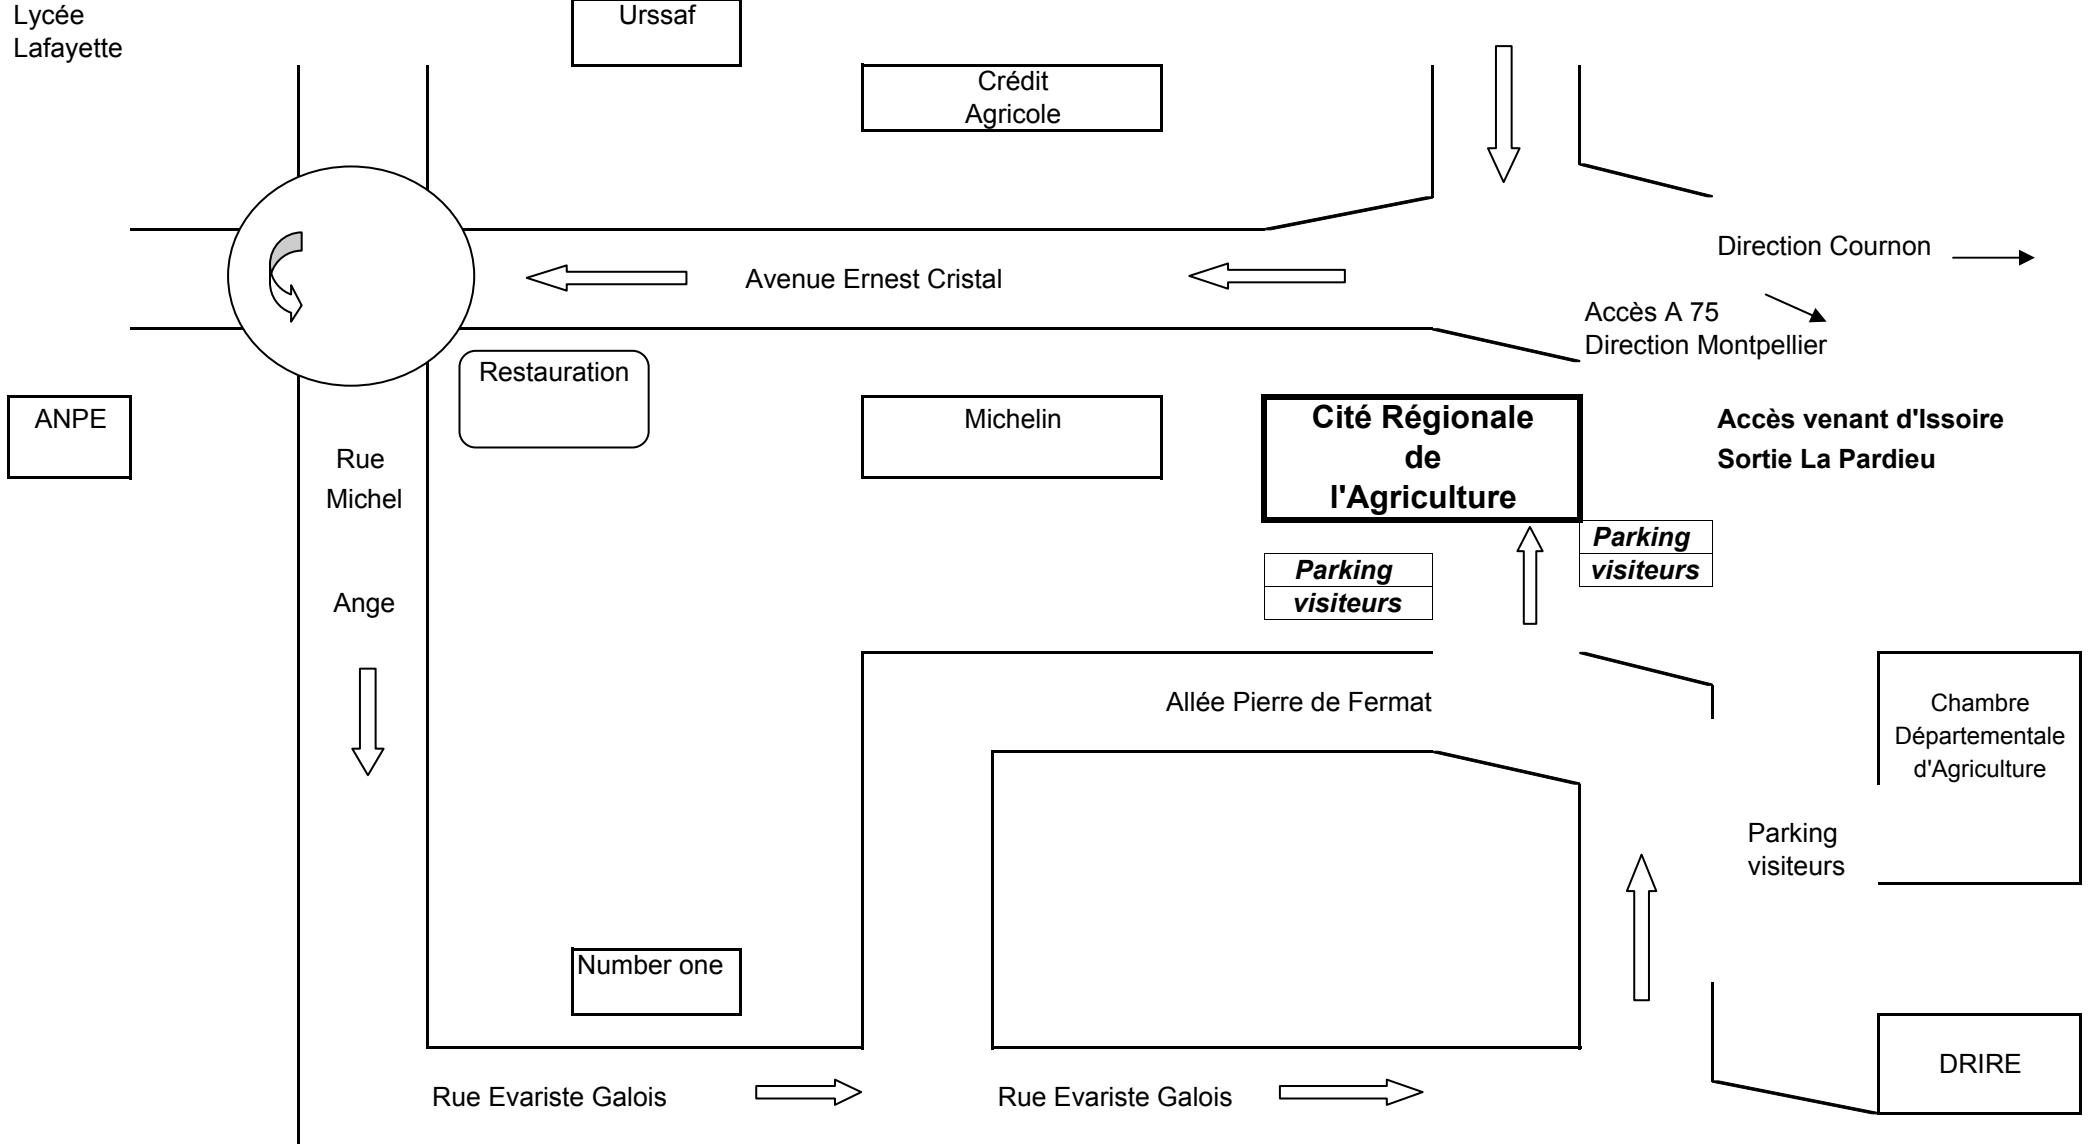 Lycée
Lafayette
Urssaf
Crédit
Agricole
Direction Cournon
Avenue Ernest Cristal
Accès A 75
Direction Montpellier
Restauration
ANPE
Michelin
Cité Régionale
de
l'Agriculture
Accès venant d'Issoire
Sortie La Pardieu
Rue
Michel
Ange
Parking
visiteurs
Parking
visiteurs
Allée Pierre de Fermat
Chambre
Départementale
d'Agriculture
Parking
visiteurs
Number one
DRIRE
Rue Evariste Galois
Rue Evariste Galois